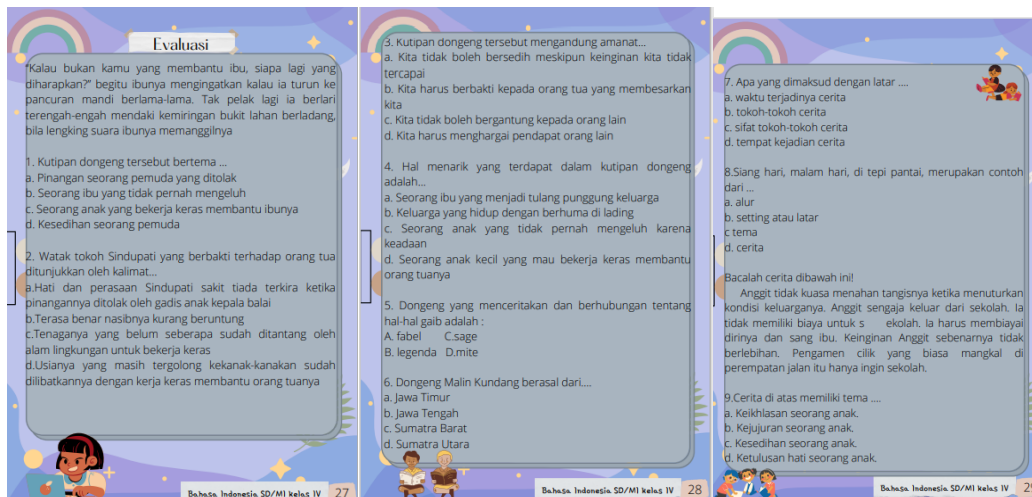 Evaluasi
"Kalau bukan kamu yang membantu ibu, siapa lagi yang
diharapkan?" begitu ibunya mengingatkan kalau ia turun ke
pancuran mandi berlama-lama. Tak pelak lagi ia berlari
terengah-engah mendaki kemiringan bukit lahan berladang,
bila lengking suara ibunya memanggilnya
1. Kutipan dongeng tersebut bertema ...
a. Pinangan seorang pemuda yang ditolak
b. Seorang ibu yang tidak pernah mengeluh
c. Seorang anak yang bekerja keras membantu ibunya
d. Kesedihan seorang pemuda
2. Watak tokoh Sindupati yang berbakti terhadap orang tua
ditunjukkan oleh kalimat...
a.Hati dan perasaan Sindupati sakit tiada terkira ketika
pinangannya ditolak oleh gadis anak kepala balai
b.Terasa benar nasibnya kurang beruntung
c.Tenaganya yang belum seberapa sudah ditantang oleh
alam lingkungan untuk bekerja keras
d.Usianya yang masih tergolong kekanak-kanakan sudah
dilibatkannya dengan kerja keras membantu orang tuanya
Bahasa Indonesia SD/MI kelas IV 27
3. Kutipan dongeng tersebut mengandung amanat...
a. Kita tidak boleh bersedih meskipun keinginan kita tidak
tercapai
b. Kita harus berbakti kepada orang tua yang membesarkan
kita
c. Kita tidak boleh bergantung kepada orang lain
d. Kita harus menghargai pendapat orang lain
4. Hal menarik yang terdapat dalam kutipan dongeng
adalah...
a. Seorang ibu yang menjadi tulang punggung keluarga
b. Keluarga yang hidup dengan berhuma di lading
c. Seorang anak yang tidak pernah mengeluh karena
keadaan
d. Seorang anak kecil yang mau bekerja keras membantu
orang tuanya
5. Dongeng yang menceritakan dan berhubungan tentang
hal-hal gaib adalah :
A. fabel C.sage
B. legenda D.mite
6. Dongeng Malin Kundang berasal dari....
a. Jawa Timur
b. Jawa Tengah
c. Sumatra Barat
d. Sumatra Utara
Bahasa Indonesia SD/MI kelas IV 28
7. Apa yang dimaksud dengan latar ....
a. waktu terjadinya cerita
b. tokoh-tokoh cerita
c. sifat tokoh-tokoh cerita
d. tempat kejadian cerita
8.Siang hari, malam hari, di tepi pantai, merupakan contoh
dari ...
a. alur
b. setting atau latar
c tema
d. cerita
Bacalah cerita dibawah ini!
Anggit tidak kuasa menahan tangisnya ketika menuturkan
kondisi keluarganya. Anggit sengaja keluar dari sekolah. Ia
tidak memiliki biaya untuk s ekolah. Ia harus membiayai
dirinya dan sang ibu. Keinginan Anggit sebenarnya tidak
berlebihan. Pengamen cilik yang biasa mangkal di
perempatan jalan itu hanya ingin sekolah.
9.Cerita di atas memiliki tema ....
a. Keikhlasan seorang anak.
b. Kejujuran seorang anak.
c. Kesedihan seorang anak.
d. Ketulusan hati seorang anak.
Bahasa Indonesia SD/MI kelas IV